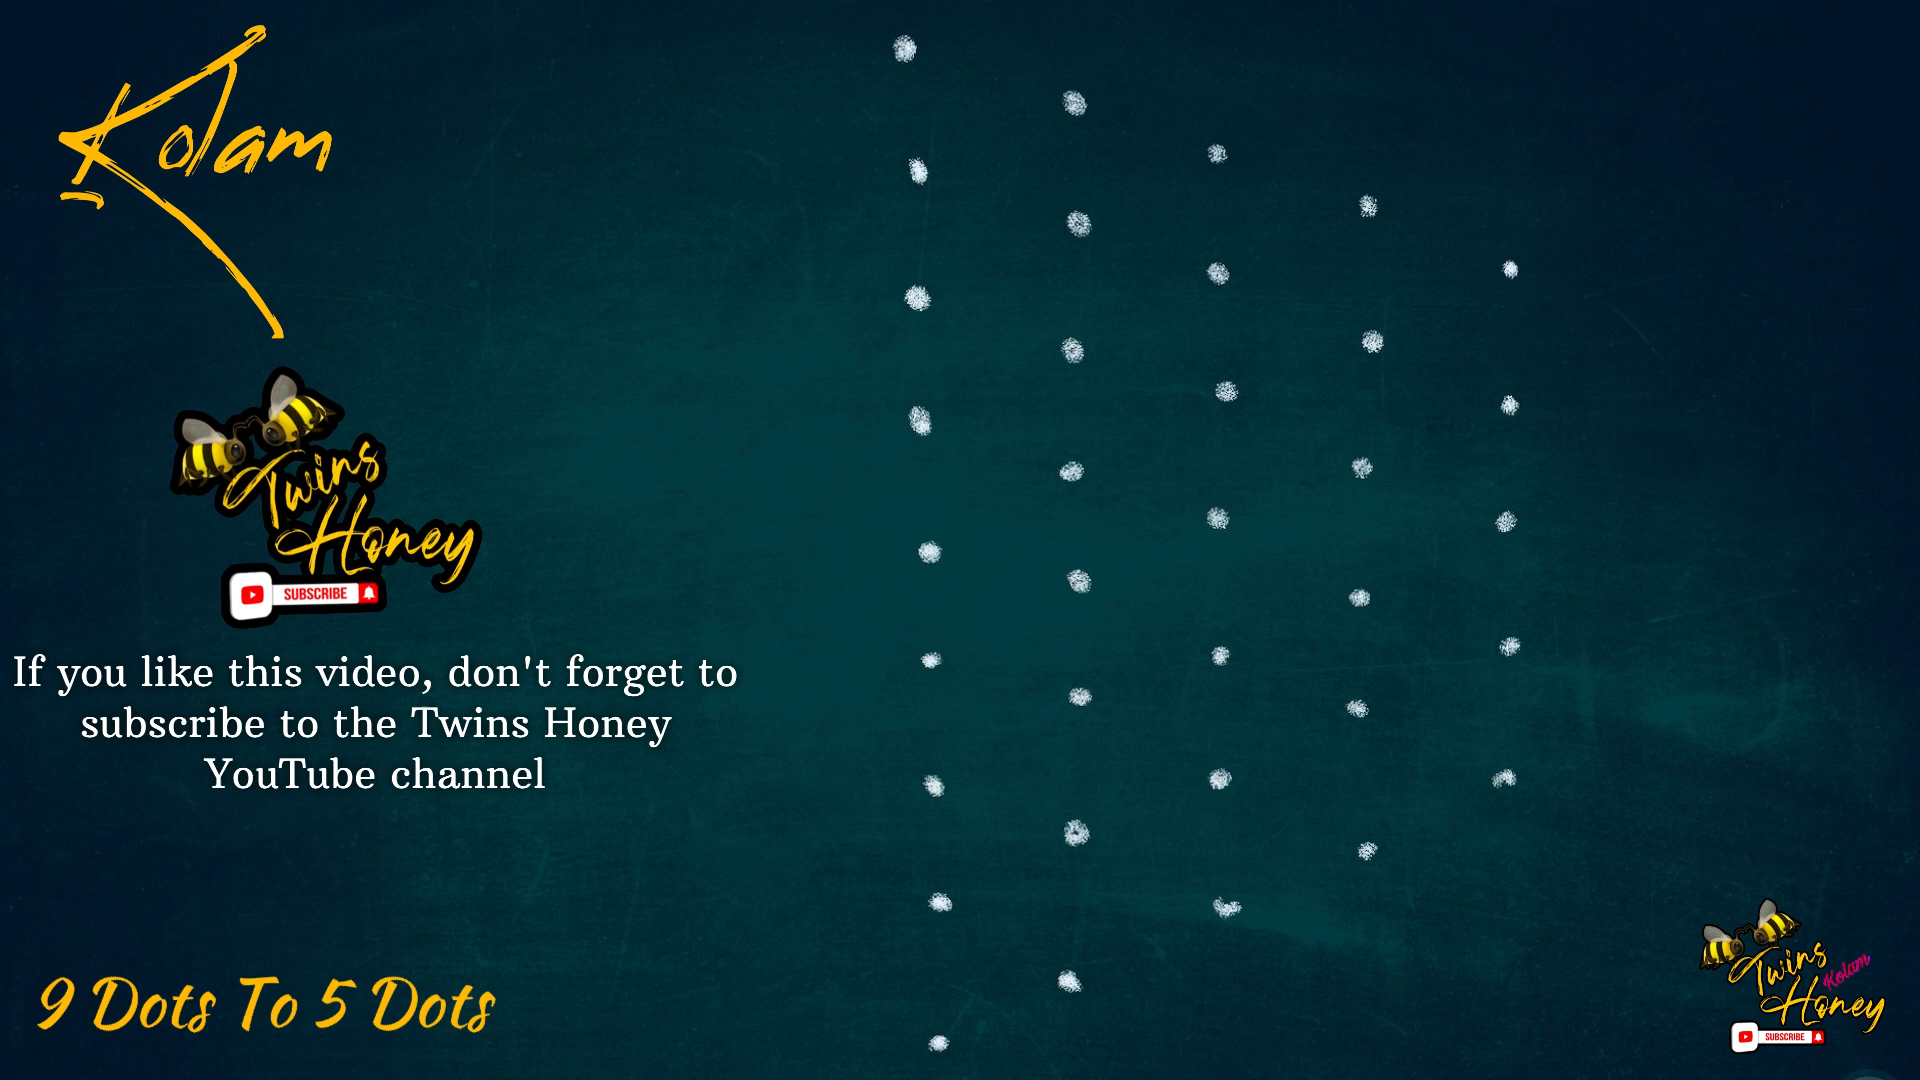 Kolam
Twins
Honey
SUBSCRIBE
If you like this video, don't forget to
subscribe to the Twins Honey
YouTube channel
9 Dots To 5 Dots
Twins
Kolam
Honey
SUBSCRIBE